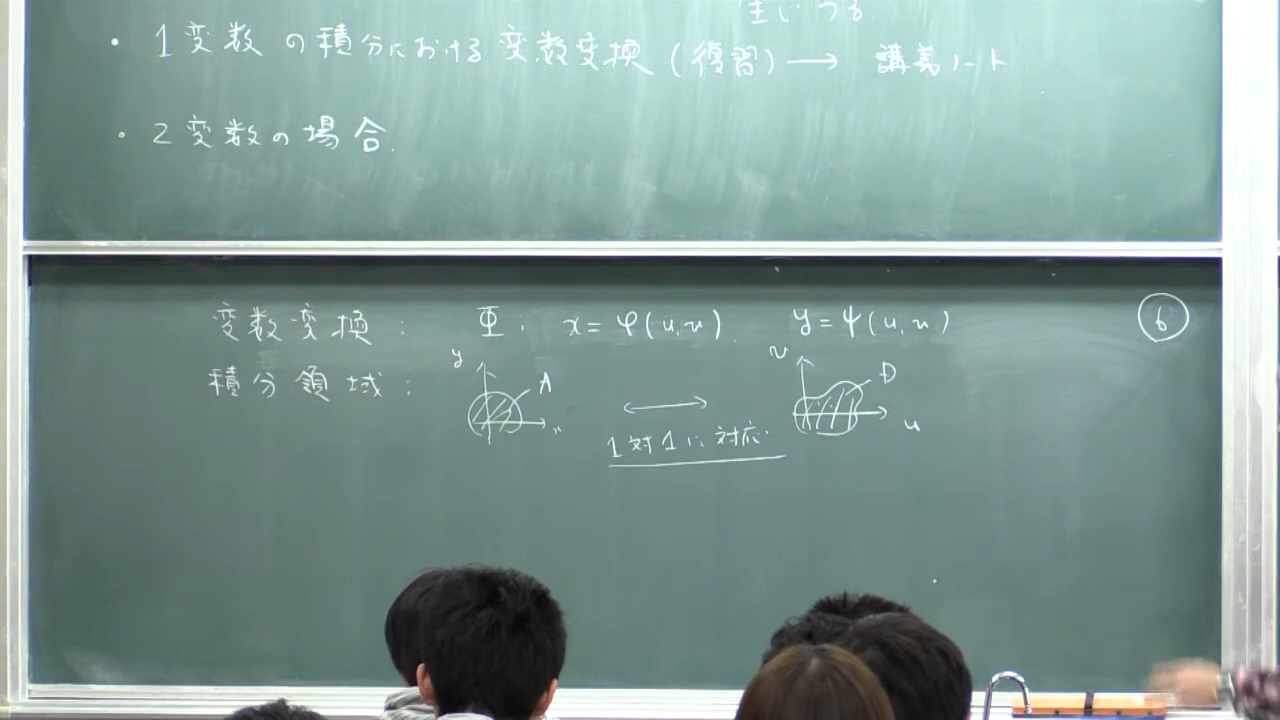 生じうる.
・ 1変数の積分における変数変換(復習) → 講義ノート
・ 2変数の場合.
変数変換 : Φ : x = φ(u,v). y = ψ(u,v) ⑥
積分領域 :
y A x
1対1に対応.
v D u